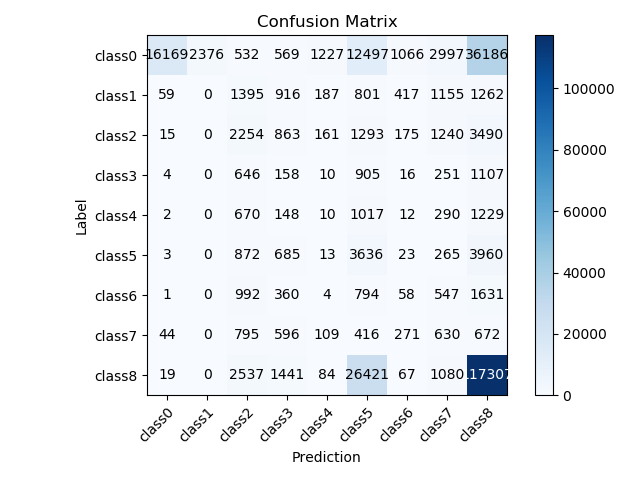 Confusion Matrix
class0 16169 2376 532 569 1227 12497 1066 2997 36186
class1 59 0 1395 916 187 801 417 1155 1262
class2 15 0 2254 863 161 1293 175 1240 3490
class3 4 0 646 158 10 905 16 251 1107
class4 2 0 670 148 10 1017 12 290 1229
class5 3 0 872 685 13 3636 23 265 3960
class6 1 0 992 360 4 794 58 547 1631
class7 44 0 795 596 109 416 271 630 672
class8 19 0 2537 1441 84 26421 67 1080 117307
class0 class1 class2 class3 class4 class5 class6 class7 class8
Prediction
Label
100000
80000
60000
40000
20000
0